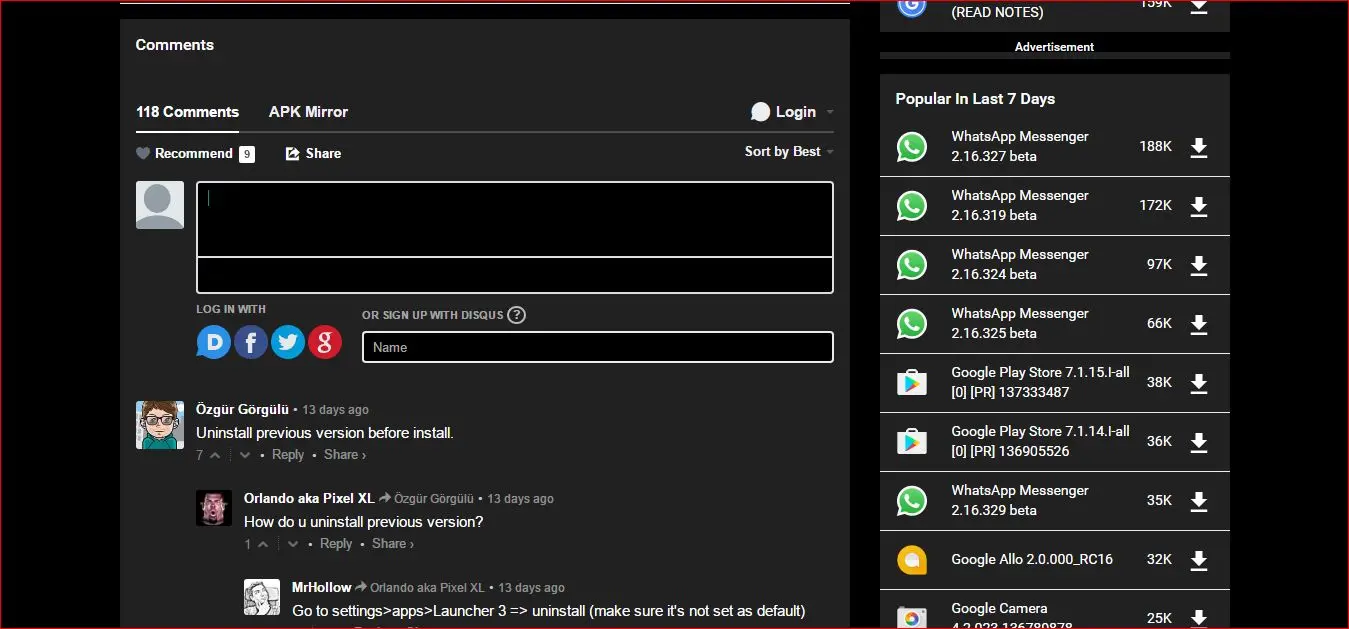 Comments
118 Comments
APK Mirror
Login
Recommend 9
Share
Sort by Best
LOG IN WITH
OR SIGN UP WITH DISQUS ?
Name
Özgür Görgülü • 13 days ago
Uninstall previous version before install.
7 • Reply • Share ›
Orlando aka Pixel XL Özgür Görgülü • 13 days ago
How do u uninstall previous version?
1 • Reply • Share ›
MrHollow Orlando aka Pixel XL • 13 days ago
Go to settings>apps>Launcher 3 => uninstall (make sure it's not set as default)
(READ NOTES)
159K
Advertisement
Popular In Last 7 Days
WhatsApp Messenger
2.16.327 beta
188K
WhatsApp Messenger
2.16.319 beta
172K
WhatsApp Messenger
2.16.324 beta
97K
WhatsApp Messenger
2.16.325 beta
66K
Google Play Store 7.1.15.I-all
[0] [PR] 137333487
38K
Google Play Store 7.1.14.I-all
[0] [PR] 136905526
36K
WhatsApp Messenger
2.16.329 beta
35K
Google Allo 2.0.000_RC16
32K
Google Camera
4.2.023.136789878
25K